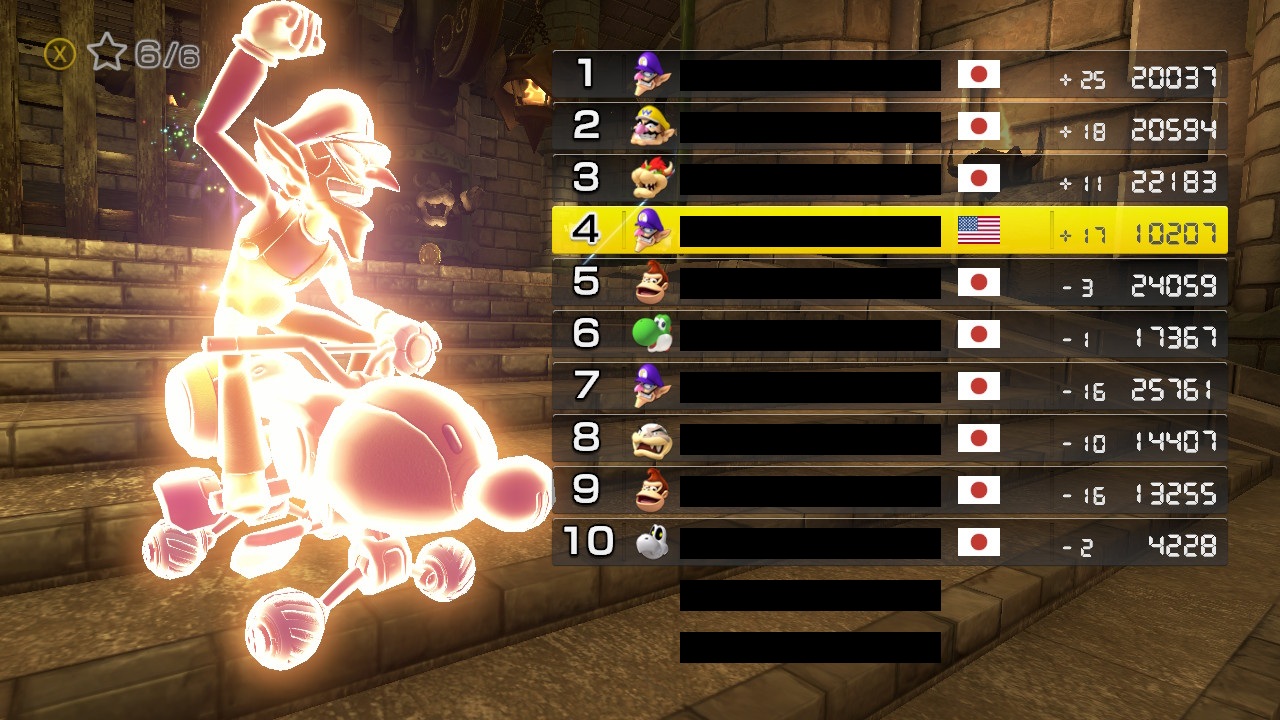 X 6/6
1 + 25 20037
2 + 18 20594
3 + 11 22183
4 + 17 10207
5 - 3 24059
6 - 1 17367
7 - 16 25761
8 - 10 14407
9 - 16 13255
10 - 2 4228